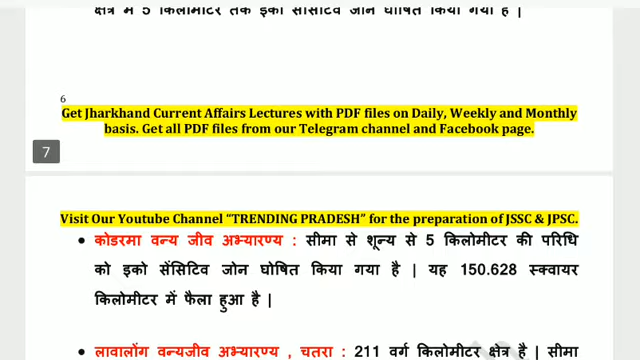 क्षेत्र में 5 किलोमीटर तक इको सेंसिटिव जोन घोषित किया गया है |
6
Get Jharkhand Current Affairs Lectures with PDF files on Daily, Weekly and Monthly
basis. Get all PDF files from our Telegram channel and Facebook page.
7
Visit Our Youtube Channel “TRENDING PRADESH” for the preparation of JSSC & JPSC.
• कोडरमा वन्य जीव अभ्यारण्य : सीमा से शून्य से 5 किलोमीटर की परिधि
को इको सेंसिटिव जोन घोषित किया गया है | यह 150.628 स्क्वायर
किलोमीटर में फैला हुआ है |
• लावालोंग वन्यजीव अभ्यारण्य , चतरा : 211 वर्ग किलोमीटर क्षेत्र है | सीमा